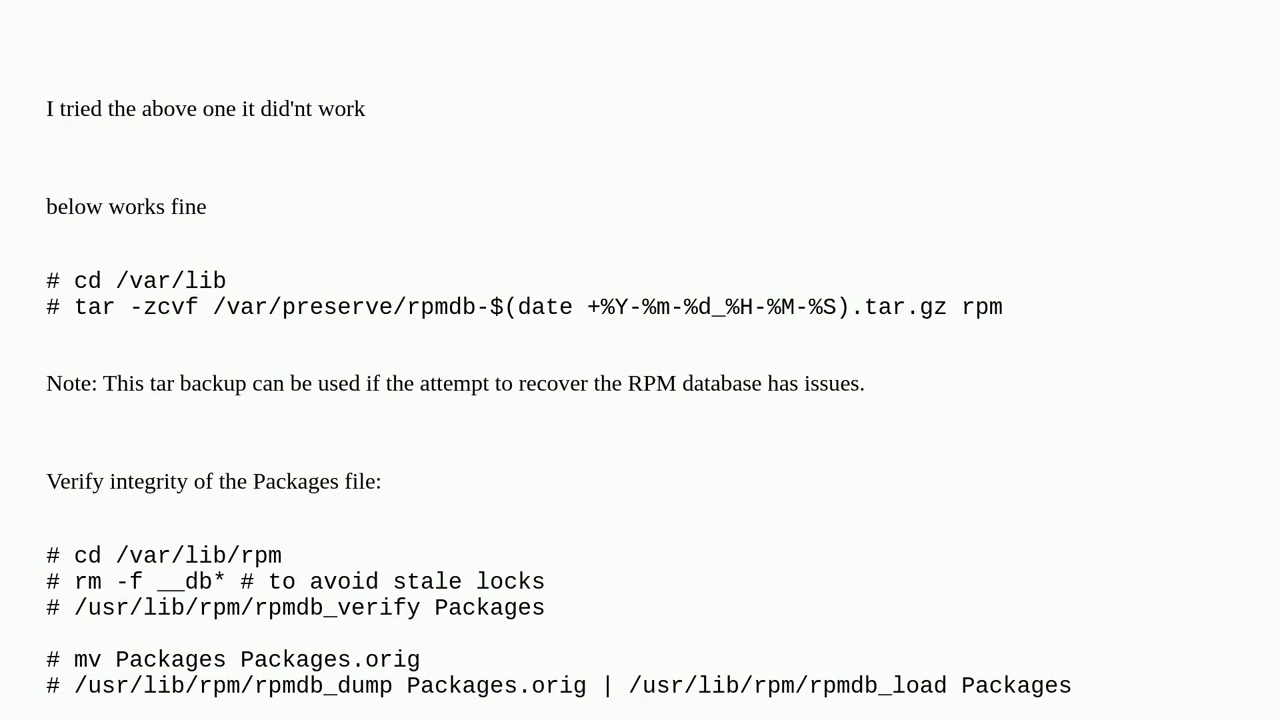 I tried the above one it did'nt work
below works fine
# cd /var/lib
# tar -zcvf /var/preserve/rpmdb-$(date +%Y-%m-%d_%H-%M-%S).tar.gz rpm
Note: This tar backup can be used if the attempt to recover the RPM database has issues.
Verify integrity of the Packages file:
# cd /var/lib/rpm
# rm -f __db* # to avoid stale locks
# /usr/lib/rpm/rpmdb_verify Packages
# mv Packages Packages.orig
# /usr/lib/rpm/rpmdb_dump Packages.orig | /usr/lib/rpm/rpmdb_load Packages